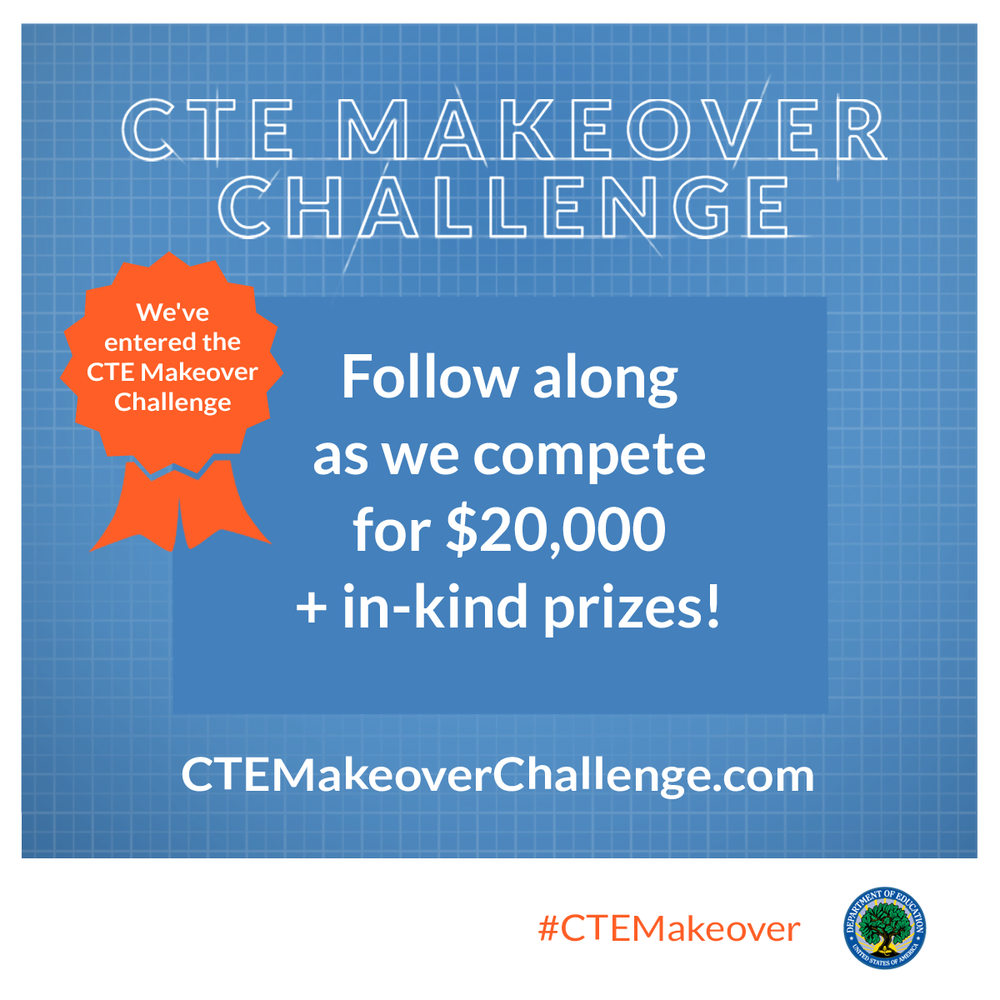 CTE MAKEOVER
CHALLENGE
We've
entered the
CTE Makeover
Challenge
Follow along
as we compete
for $20,000
+ in-kind prizes!
CTEMakeoverChallenge.com
#CTEMakeover
DEPARTMENT OF EDUCATION
UNITED STATES OF AMERICA